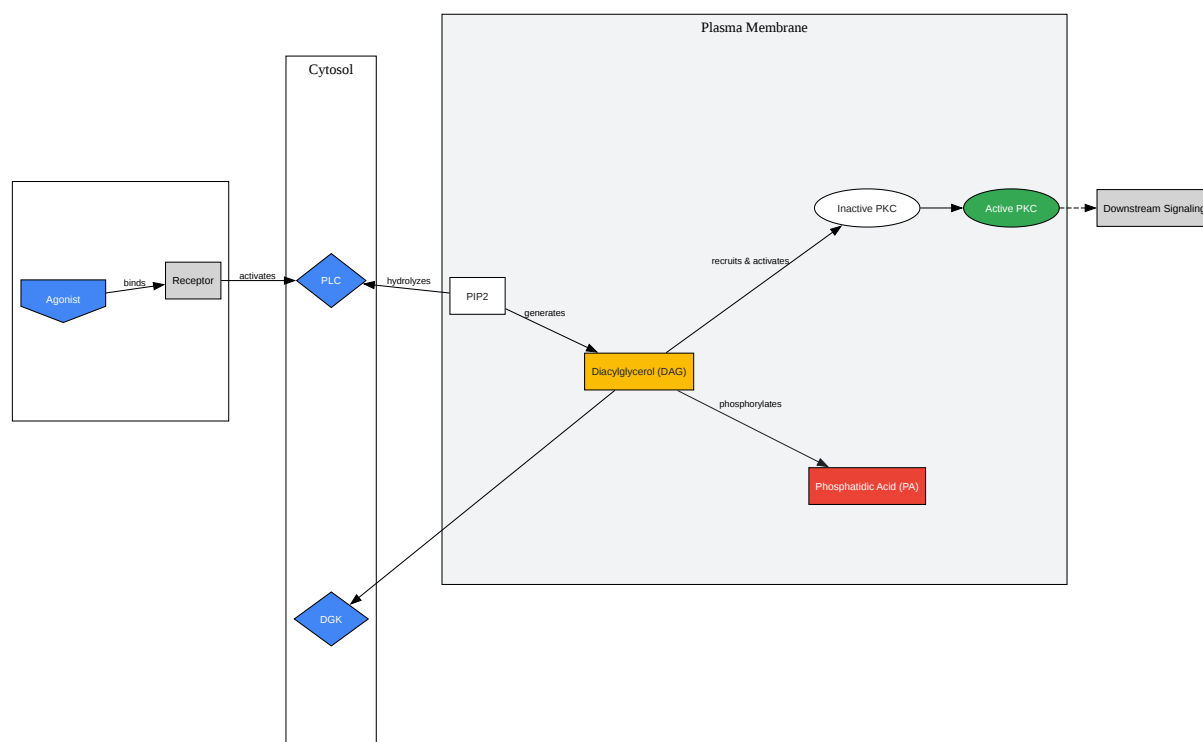 Plasma Membrane
Cytosol
Inactive PKC
Active PKC
Downstream Signaling
recruits & activates
Receptor
activates
binds
Agonist
PLC
hydrolyzes
PIP2
generates
Diacylglycerol (DAG)
phosphorylates
Phosphatidic Acid (PA)
DGK